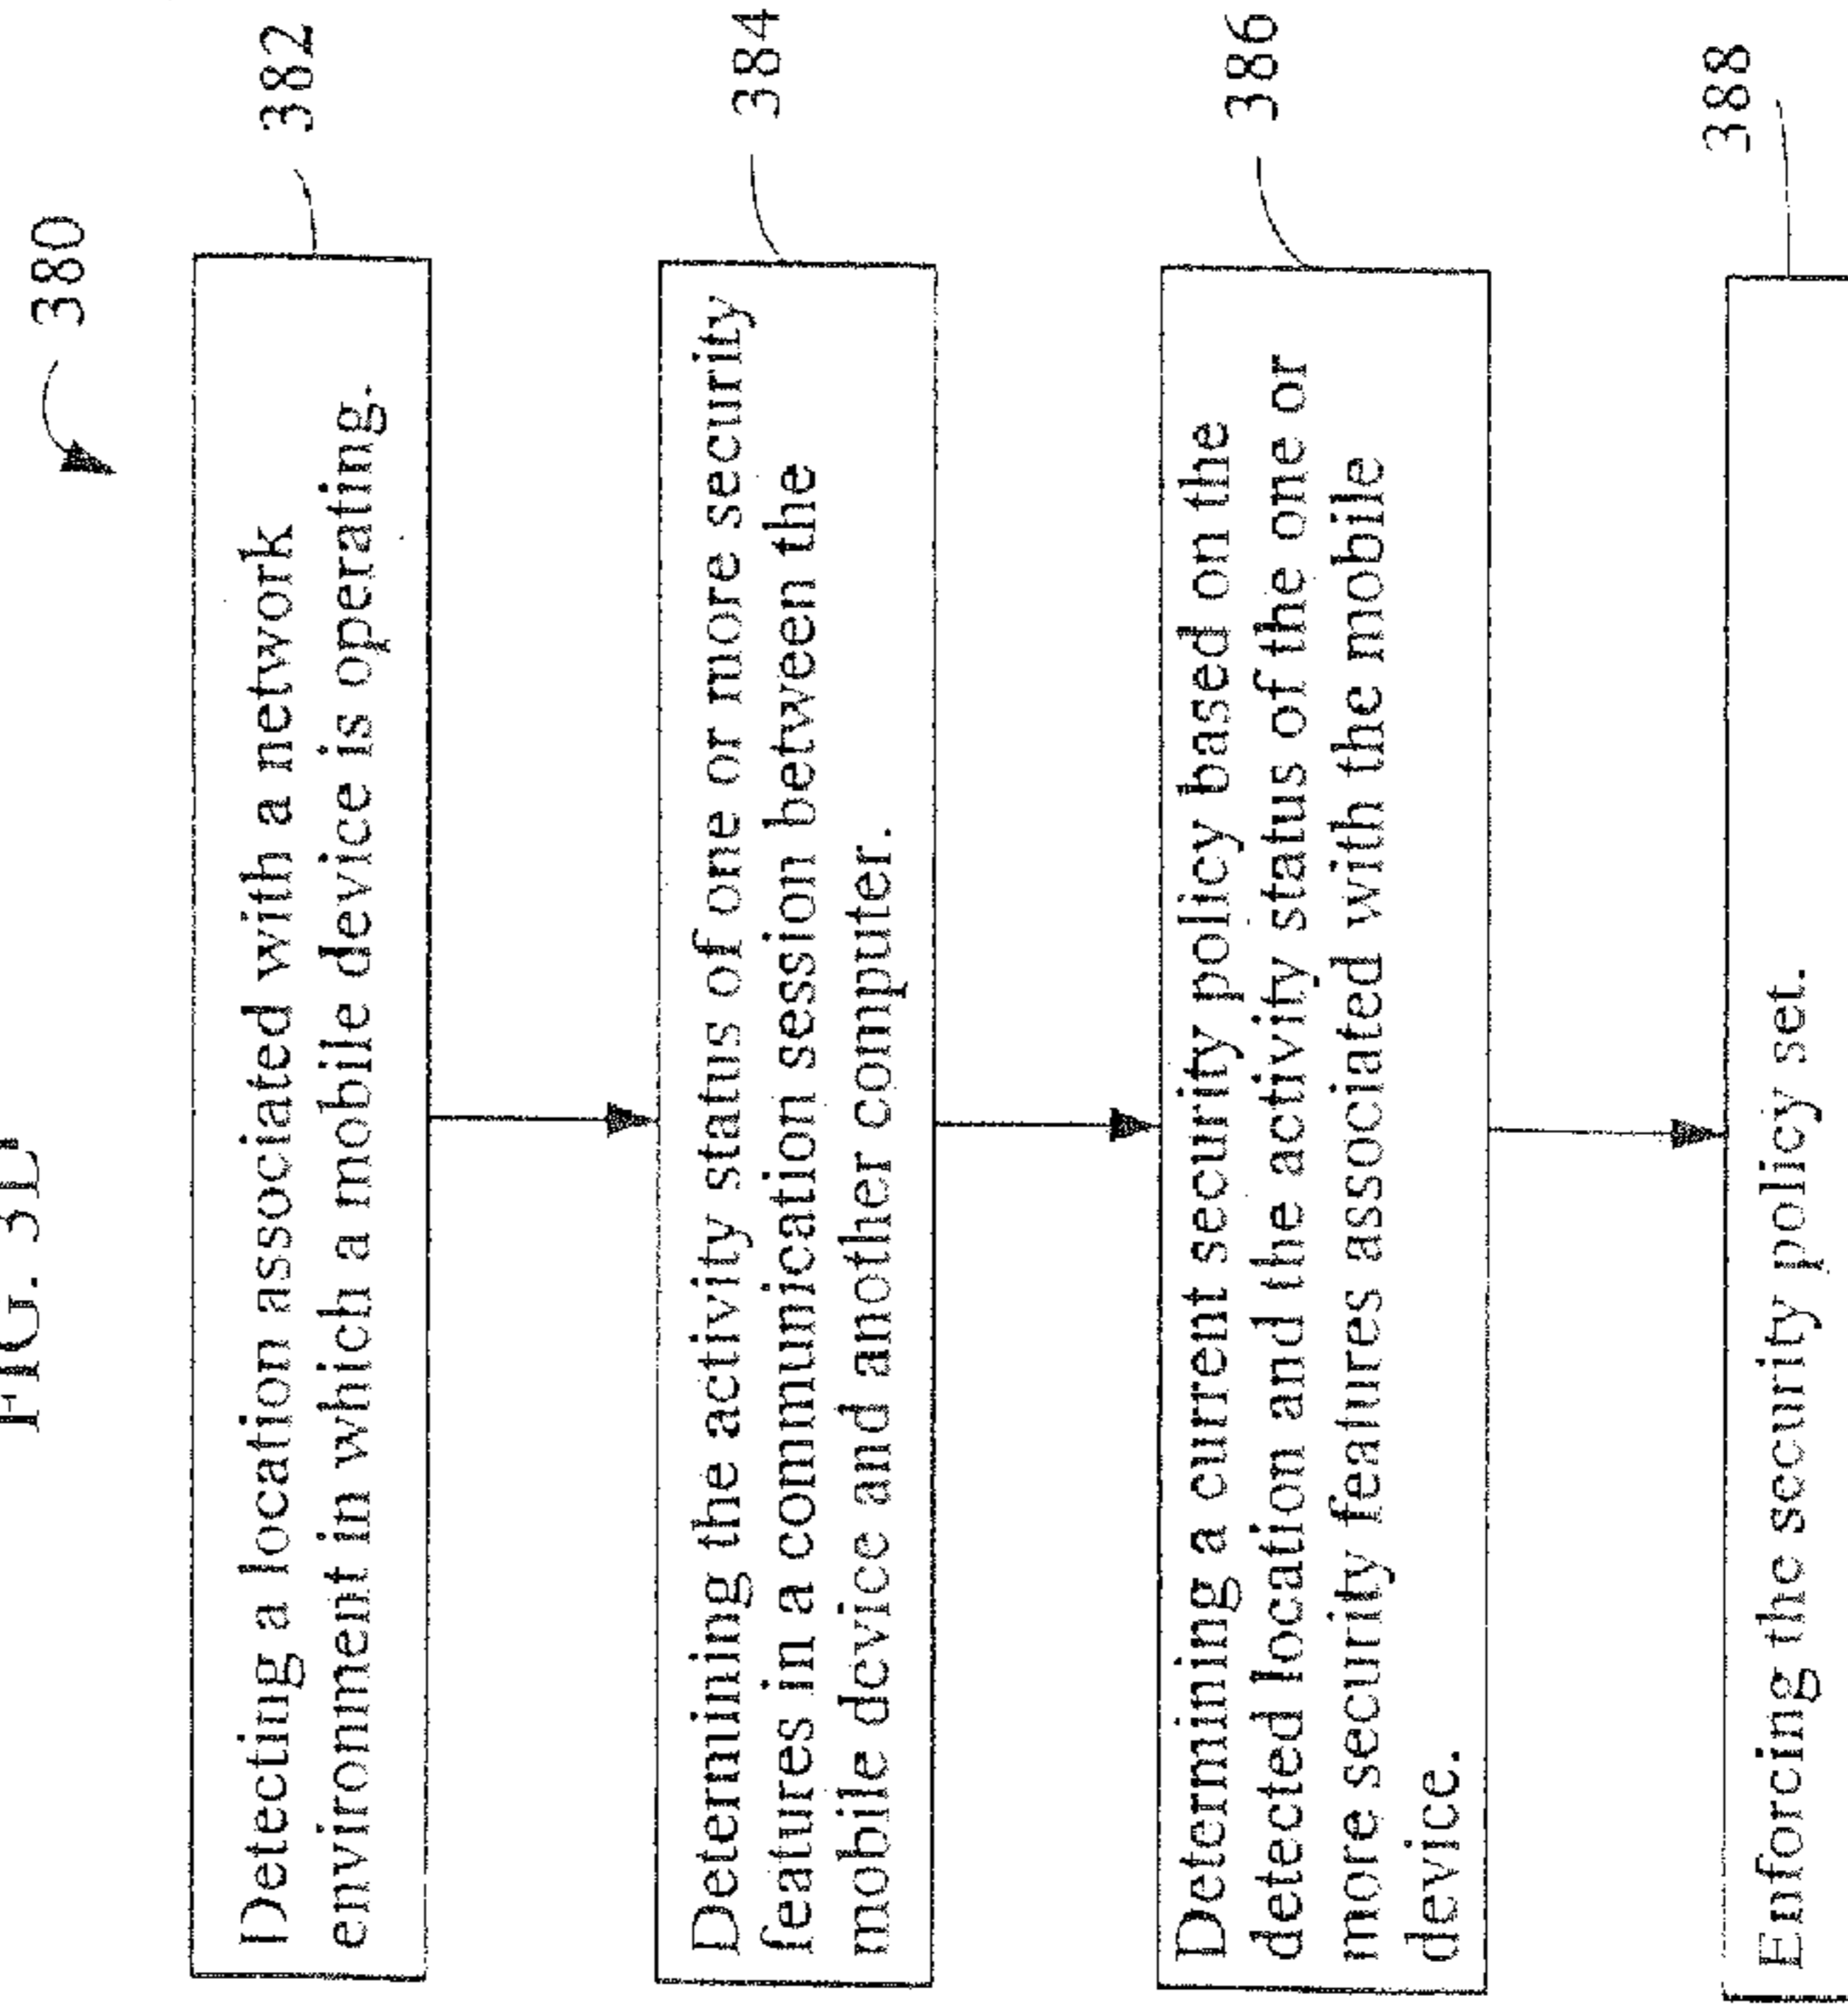 FIG.
380
Detecting a location associated with a network
environment in which a mobile device is operating.
382
Determining the activity status of one or more security
features in a communication session between the
mobile device and another computer.
384
Determining a current security policy based on the
detected location and the activity status of the one or
more security features associated with the mobile
device.
386
Enforcing the security policy set.
388